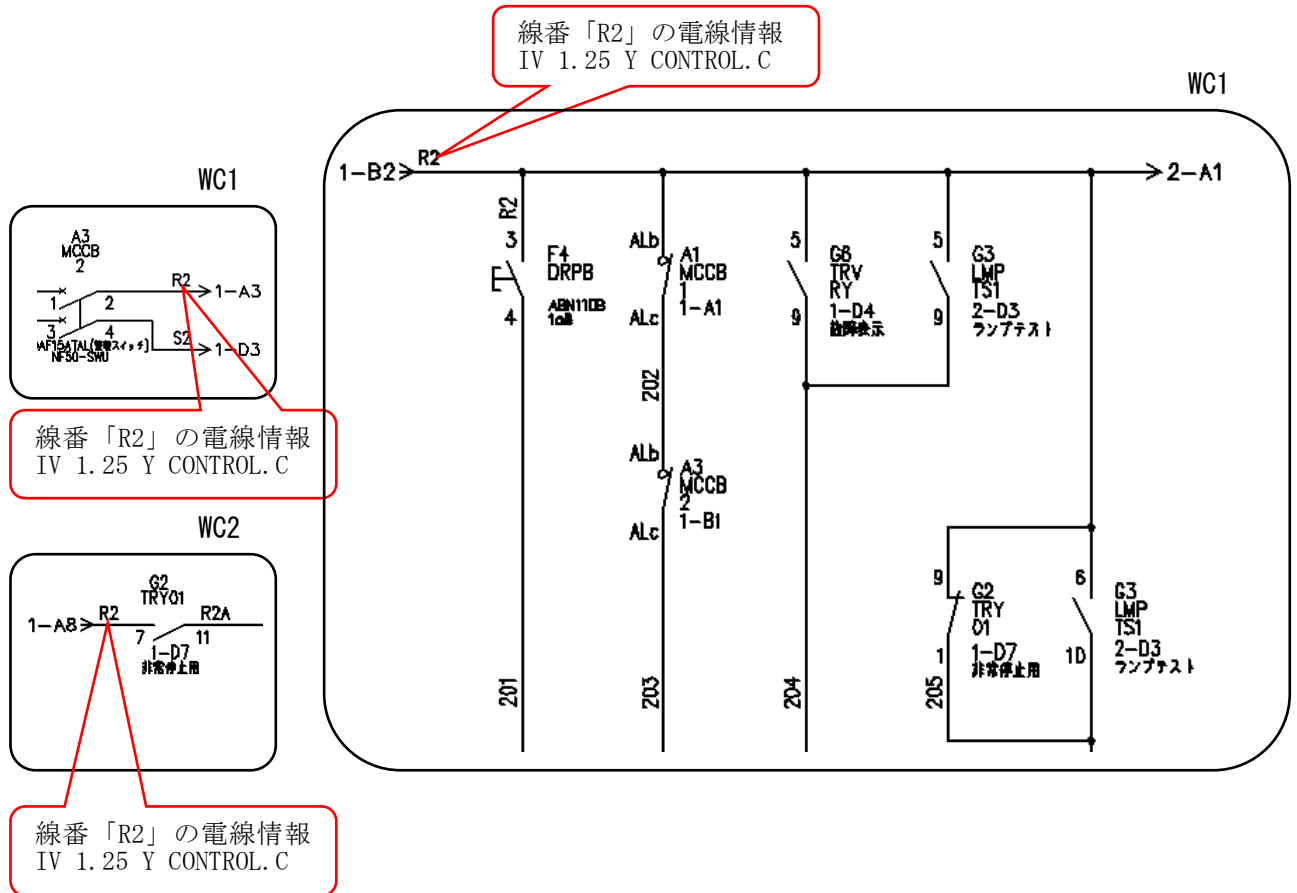 線番「R2」の電線情報
IV 1.25 Y CONTROL.C
WC1
1-B2
R2
2-A1
R2
3
F4
DRPB
4
ALb
A1
MCCB
1
1-A1
ALc
202
ALb
A3
MCCB
2
1-B1
ALc
5
G6
TRV
RY
1-D4
故障表示
9
5
G3
LMP
TS1
2-D3
ランプテスト
9
9
G2
TRY
01
1-D7
非常停止用
1
6
G3
LMP
TS1
2-D3
ランプテスト
10
201
203
204
205
WC1
A3
MCCB
2
R2
1-A3
1
2
3
4
S2
1-D3
NF50-SWU
線番「R2」の電線情報
IV 1.25 Y CONTROL.C
WC2
G2
TRY01
1-A8
R2
R2A
7
11
1-D7
非常停止用
線番「R2」の電線情報
IV 1.25 Y CONTROL.C